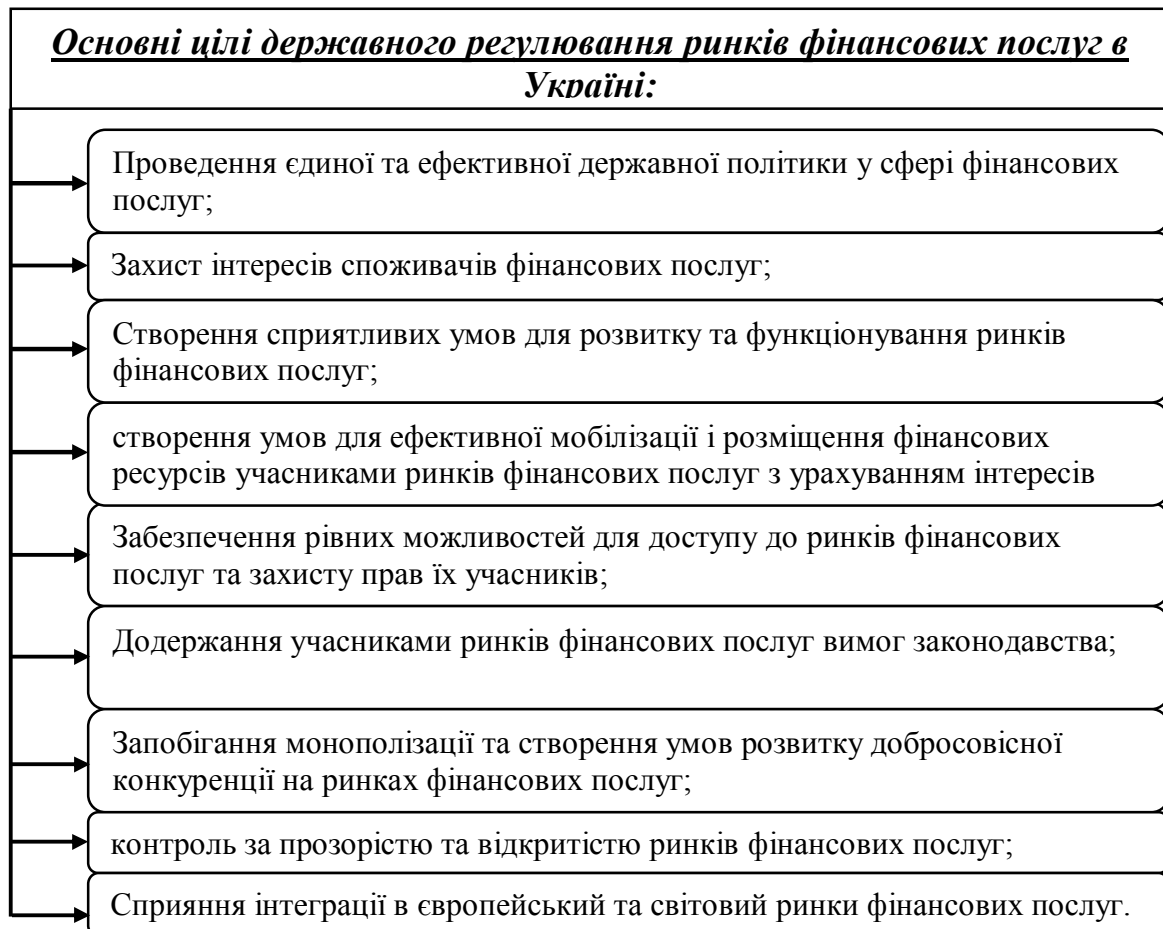 Основні цілі державного регулювання ринків фінансових послуг в
Україні:
Проведення єдиної та ефективної державної політики у сфері фінансових
послуг;
Захист інтересів споживачів фінансових послуг;
Створення сприятливих умов для розвитку та функціонування ринків
фінансових послуг;
створення умов для ефективної мобілізації і розміщення фінансових
ресурсів учасниками ринків фінансових послуг з урахуванням інтересів
Забезпечення рівних можливостей для доступу до ринків фінансових
послуг та захисту прав їх учасників;
Додержання учасниками ринків фінансових послуг вимог законодавства;
Запобігання монополізації та створення умов розвитку добросовісної
конкуренції на ринках фінансових послуг;
контроль за прозорістю та відкритістю ринків фінансових послуг;
Сприяння інтеграції в європейський та світовий ринки фінансових послуг.